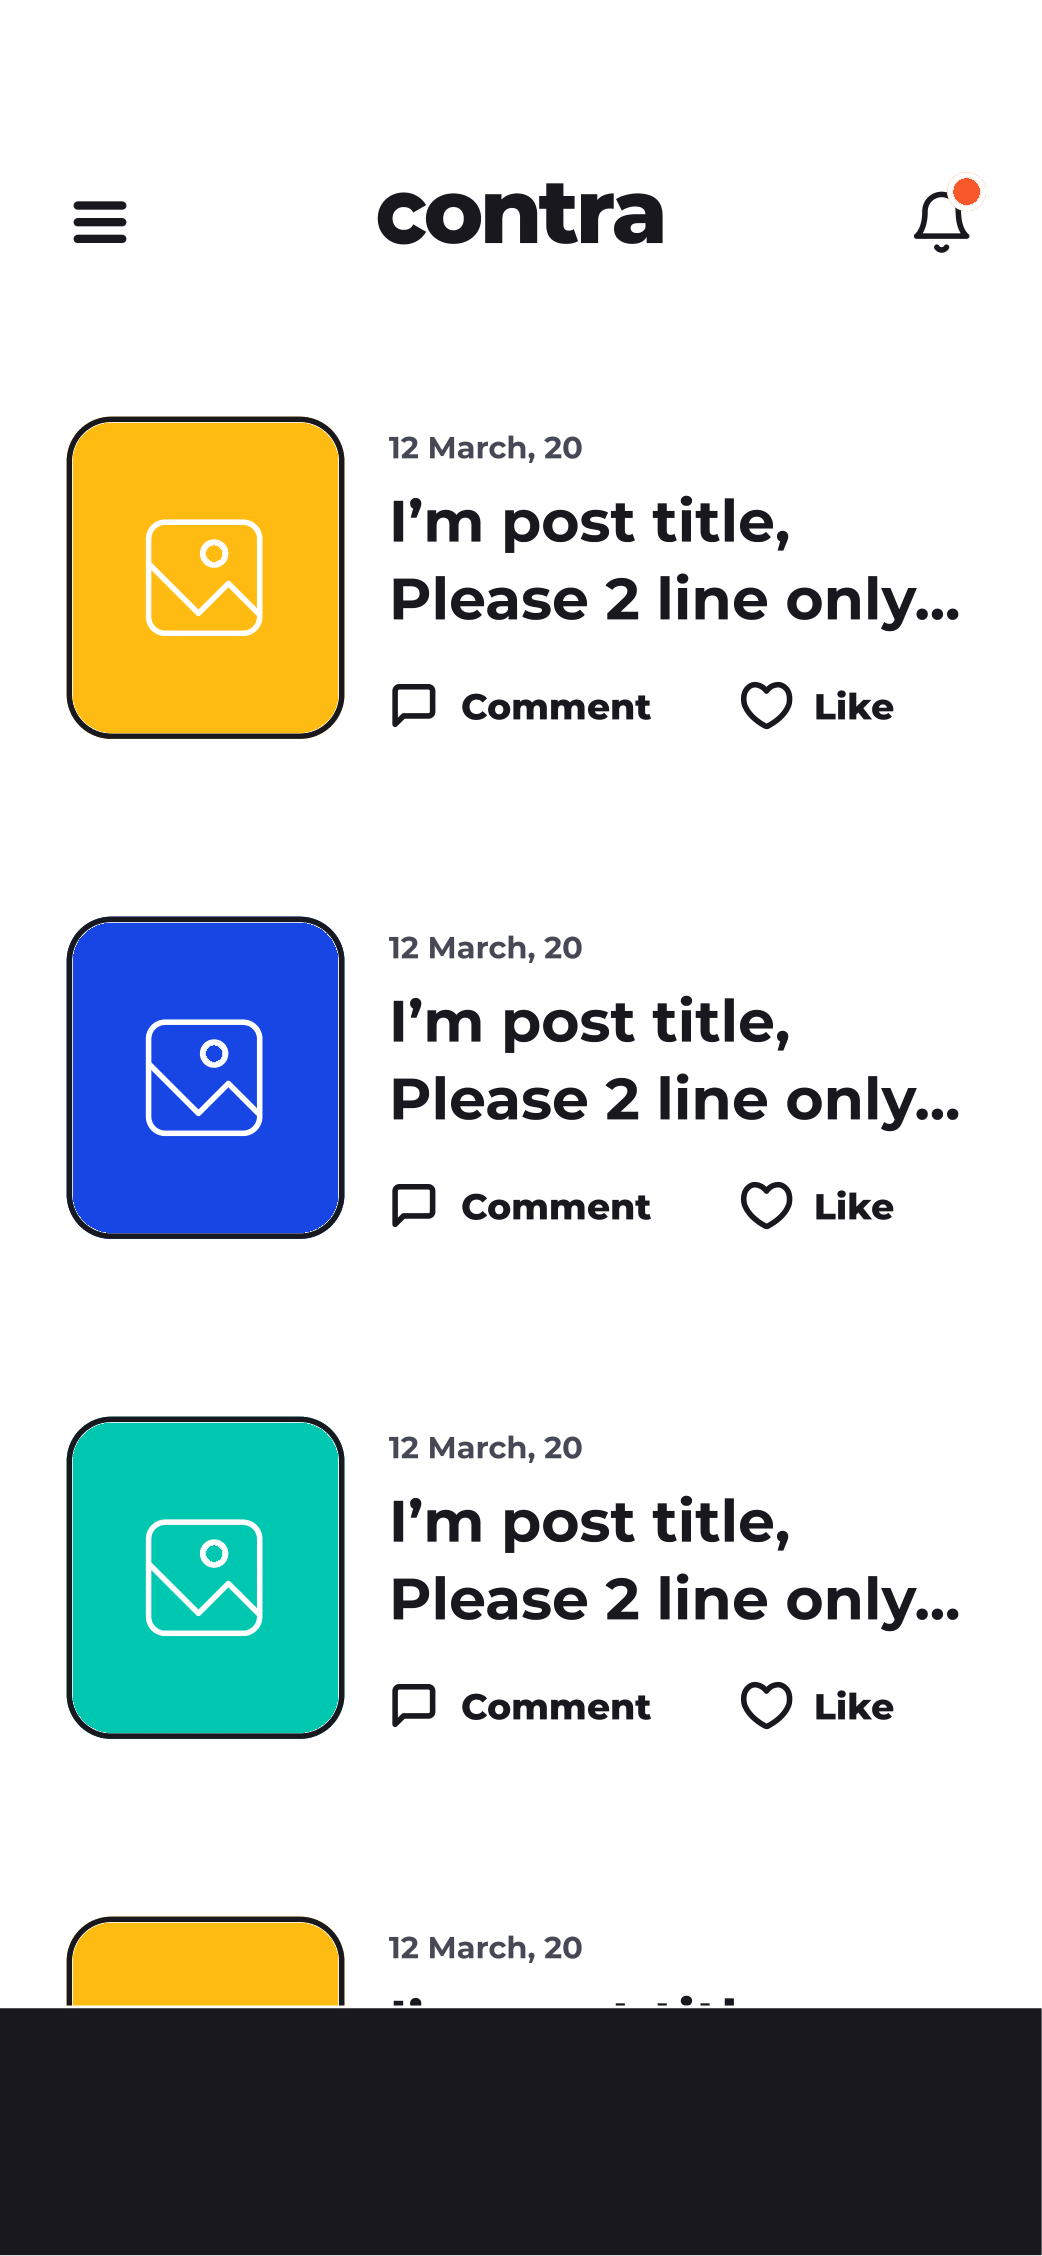 contra
12 March, 20
I’m post title,
Please 2 line only...
Comment
Like
12 March, 20
I’m post title,
Please 2 line only...
Comment
Like
12 March, 20
I’m post title,
Please 2 line only...
Comment
Like
12 March, 20